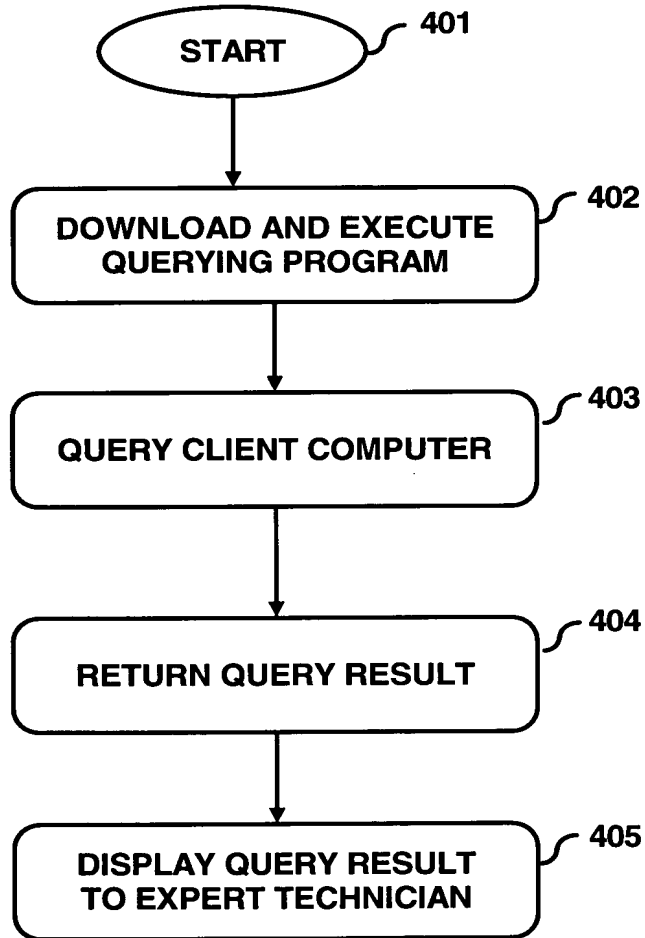 START
401
402
DOWNLOAD AND EXECUTE
QUERYING PROGRAM
403
QUERY CLIENT COMPUTER
404
RETURN QUERY RESULT
405
DISPLAY QUERY RESULT
TO EXPERT TECHNICIAN